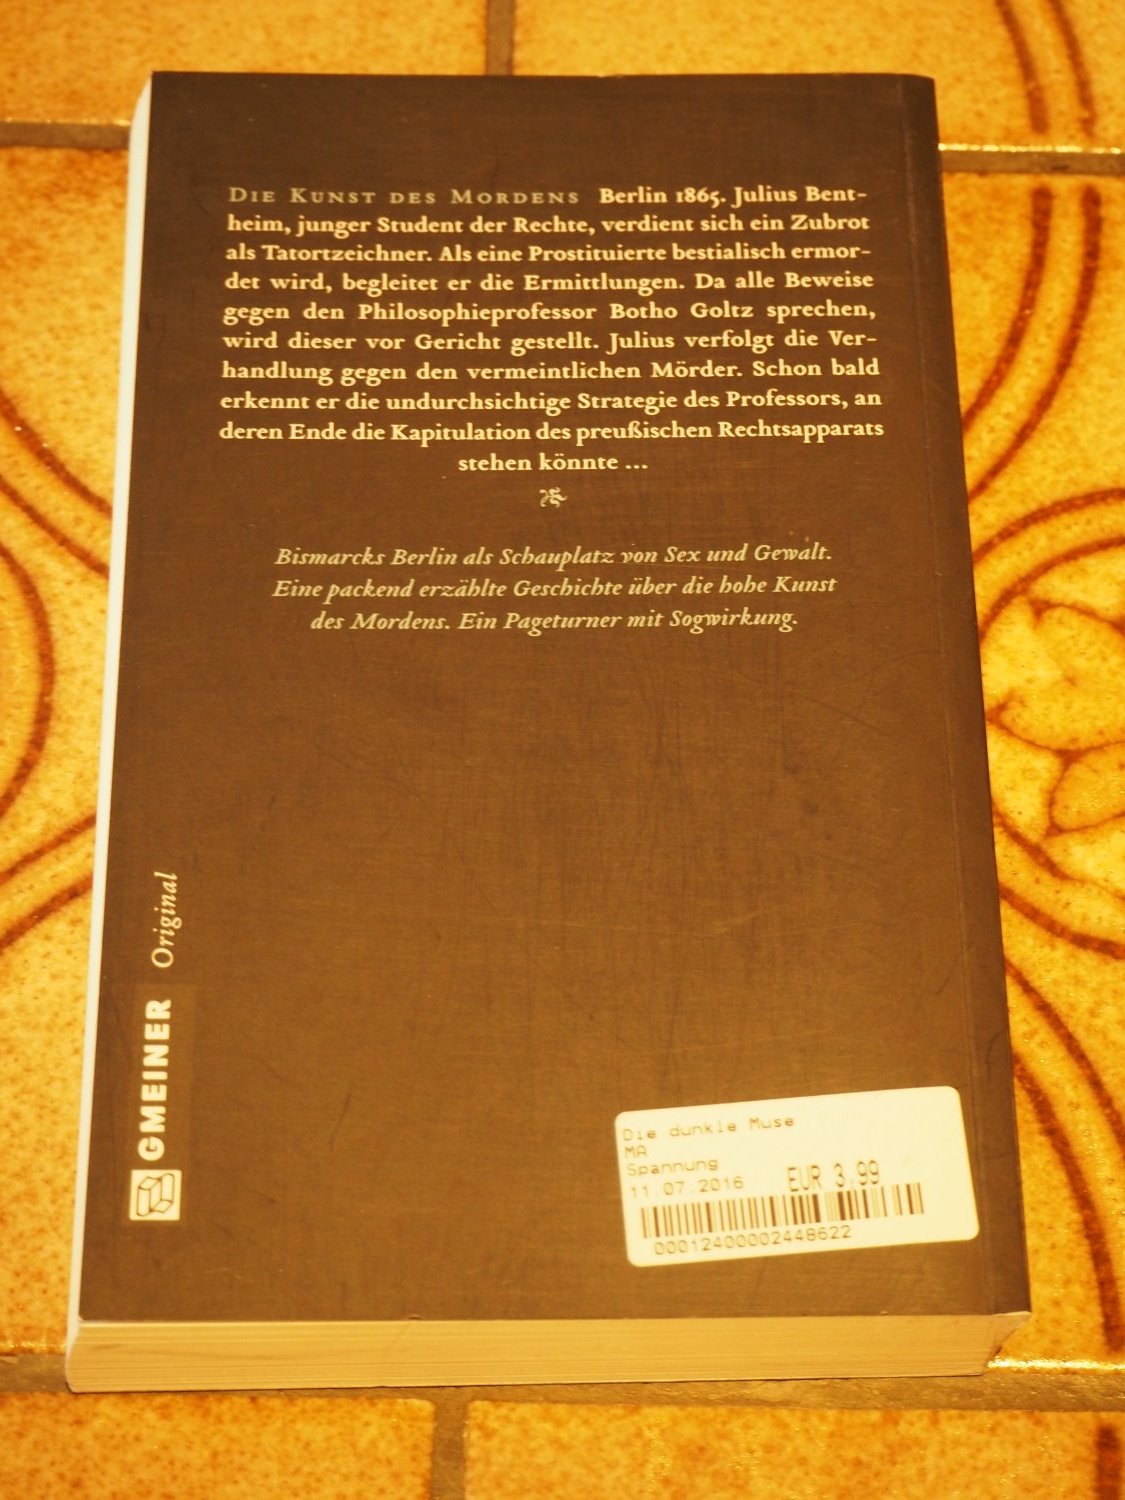 DIE KUNST DES MORDENS Berlin 1865. Julius Bent-
heim, junger Student der Rechte, verdient sich ein Zubrot
als Tatortzeichner. Als eine Prostituierte bestialisch ermor-
det wird, begleitet er die Ermittlungen. Da alle Beweise
gegen den Philosophieprofessor Botho Goltz sprechen,
wird dieser vor Gericht gestellt. Julius verfolgt die Ver-
handlung gegen den vermeintlichen Mörder. Schon bald
erkennt er die undurchsichtige Strategie des Professors, an
deren Ende die Kapitulation des preußischen Rechtsapparats
stehen könnte ...
Bismarcks Berlin als Schauplatz von Sex und Gewalt.
Eine packend erzählte Geschichte über die hohe Kunst
des Mordens. Ein Pageturner mit Sogwirkung.
GMEINER Original
Die dunkle Muse
MA
Spannung
11.07.2016 EUR 3,99
00012400002448622